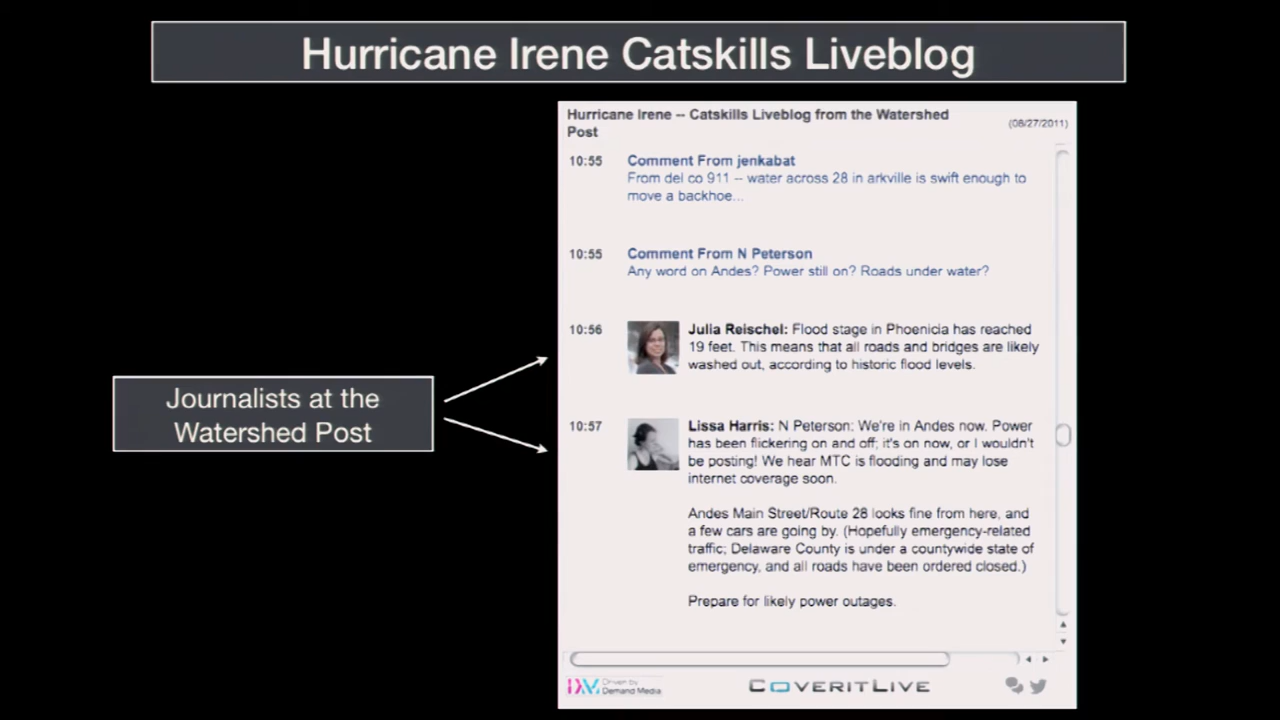 Hurricane Irene Catskills Liveblog
Hurricane Irene -- Catskills Liveblog from the Watershed
Post
(08/27/2011)
10:55
Comment From jenkabat
From del co 911 -- water across 28 in arkville is swift enough to
move a backhoe...
10:55
Comment From N Peterson
Any word on Andes? Power still on? Roads under water?
10:56
Julia Reischel: Flood stage in Phoenicia has reached
19 feet. This means that all roads and bridges are likely
washed out, according to historic flood levels.
Journalists at the
Watershed Post
10:57
Lissa Harris: N Peterson: We're in Andes now. Power
has been flickering on and off; it's on now, or I wouldn't
be posting! We hear MTC is flooding and may lose
internet coverage soon.
Andes Main Street/Route 28 looks fine from here, and
a few cars are going by. (Hopefully emergency-related
traffic; Delaware County is under a countywide state of
emergency, and all roads have been ordered closed.)
Prepare for likely power outages.
Driven by
Demand Media
COVERITLIVE